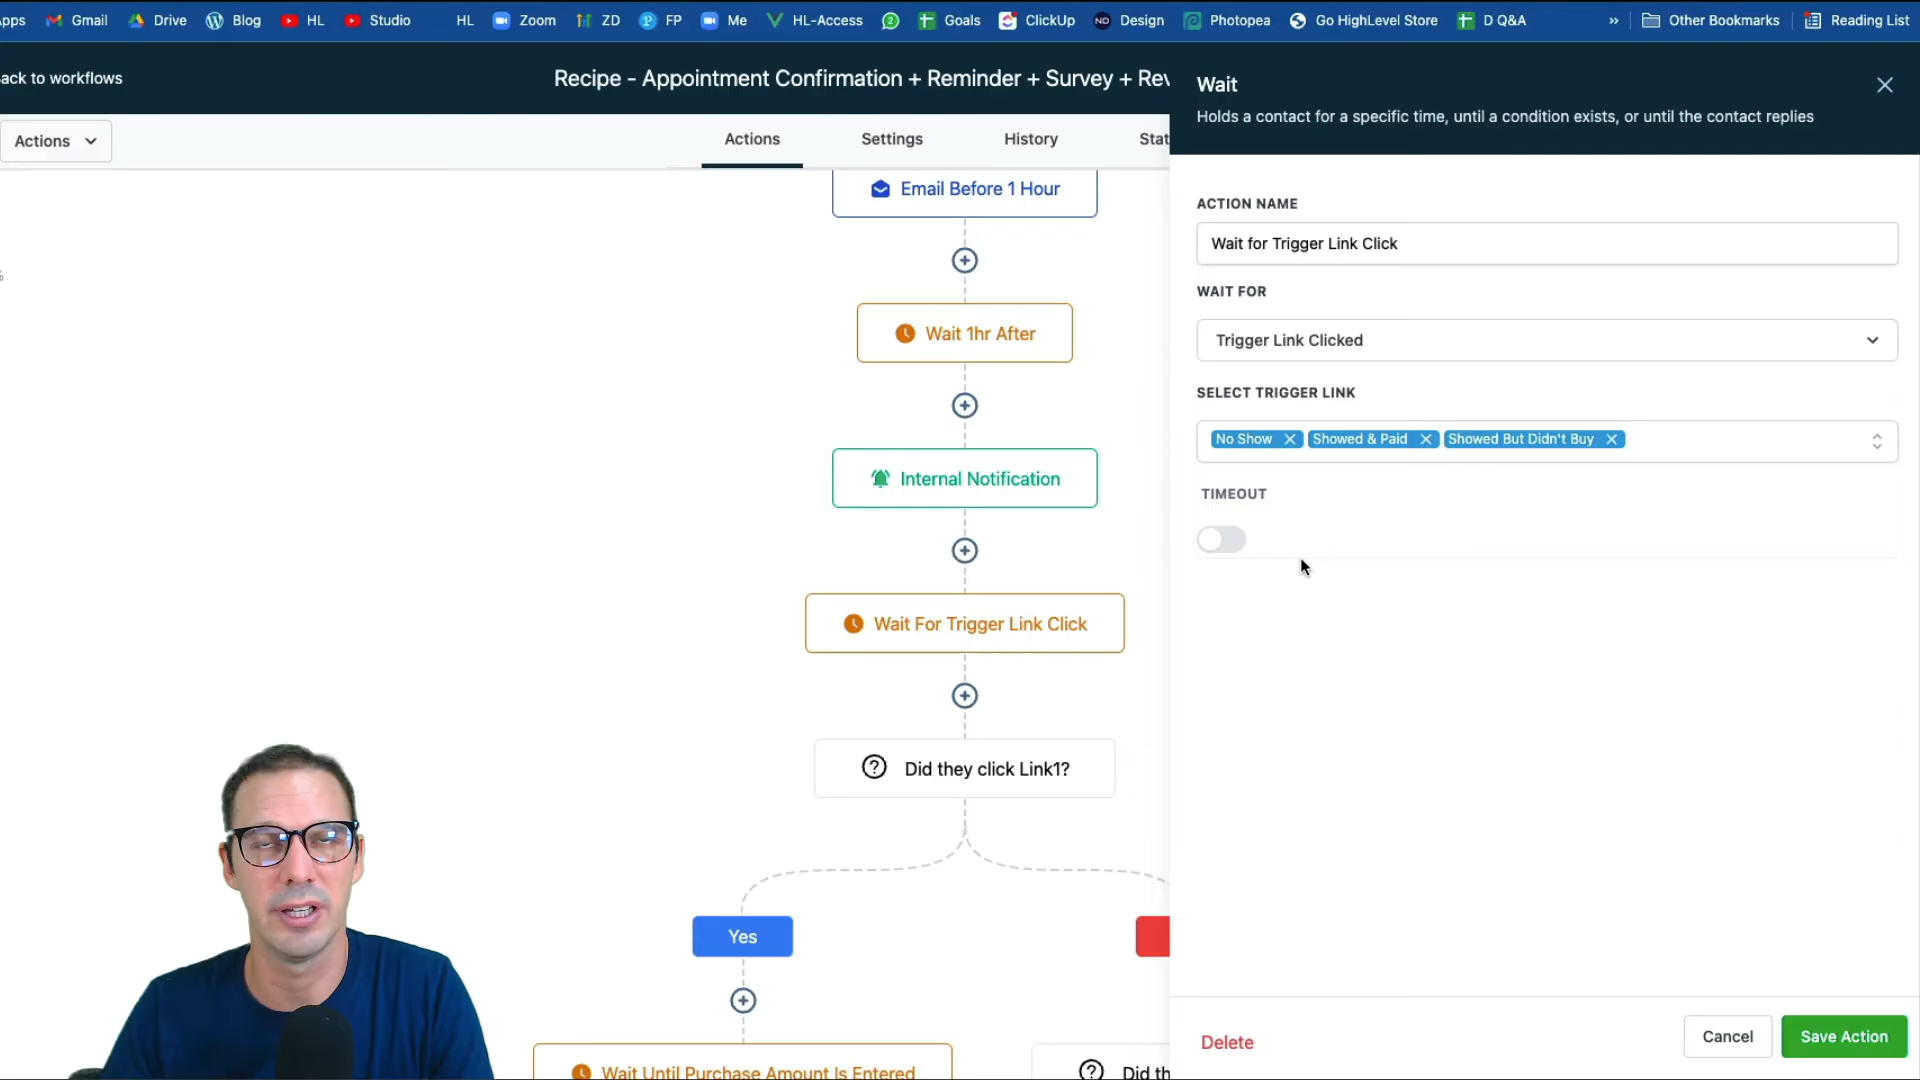 pps Gmail Drive Blog HL Studio HL Zoom ZD FP Me HL-Access 2 Goals ClickUp ND Design Photopea Go HighLevel Store D Q&A » Other Bookmarks Reading List
ack to workflows
Recipe - Appointment Confirmation + Reminder + Survey + Rev
Actions
Actions Settings History Stat
Email Before 1 Hour
Wait 1hr After
Internal Notification
Wait For Trigger Link Click
Did they click Link1?
Yes
Wait Until Purchase Amount Is Entered
Did th
%
Wait
Holds a contact for a specific time, until a condition exists, or until the contact replies
ACTION NAME
Wait for Trigger Link Click
WAIT FOR
Trigger Link Clicked
SELECT TRIGGER LINK
No Show Showed & Paid Showed But Didn't Buy
TIMEOUT
Delete
Cancel
Save Action